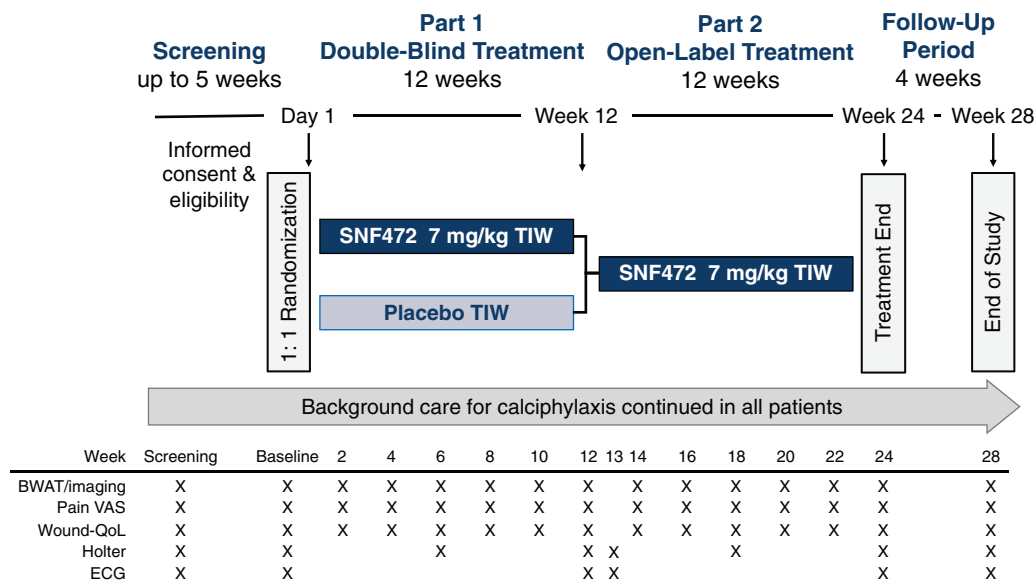 Screening
up to 5 weeks
Part 1
Double-Blind Treatment
12 weeks
Part 2
Open-Label Treatment
12 weeks
Follow-Up
Period
4 weeks
Day 1
Week 12
Week 24
Week 28
Informed
consent &
eligibility
1: 1 Randomization
SNF472 7 mg/kg TIW
Placebo TIW
SNF472 7 mg/kg TIW
Treatment End
End of Study
Background care for calciphylaxis continued in all patients
Week Screening Baseline 2 4 6 8 10 12 13 14 16 18 20 22 24 28
BWAT/imaging X X X X X X X X X X X X X X X
Pain VAS X X X X X X X X X X X X X X X
Wound-QoL X X X X X X X X X X X X X X X
Holter X X X X X X X X
ECG X X X X X X